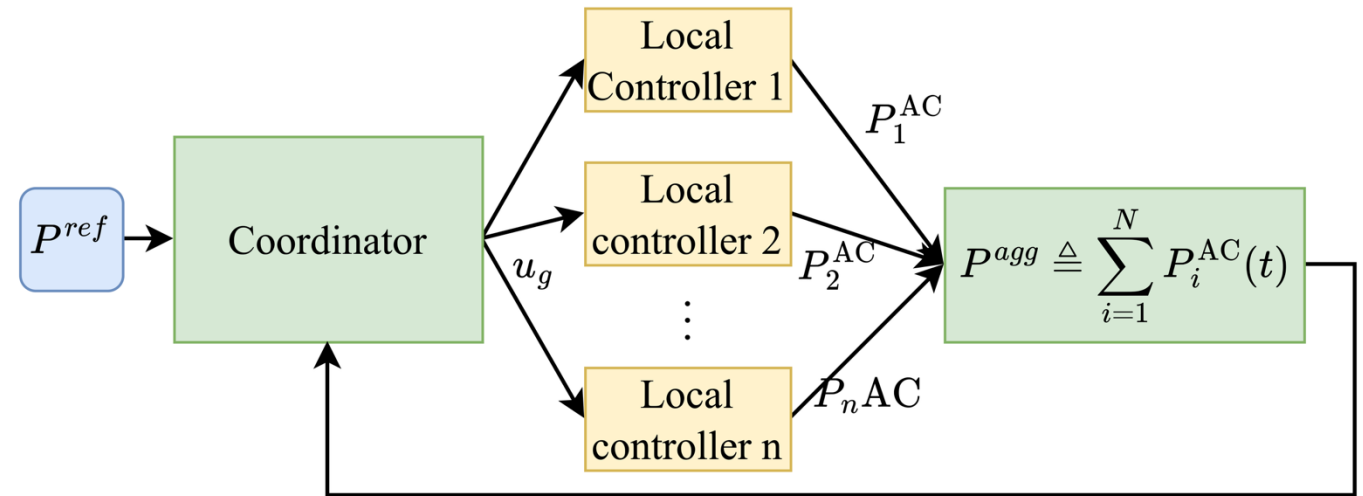 Local
Controller 1
P_1^{AC}
P^{ref}
Coordinator
u_g
Local
controller 2
P_2^{AC}
⋮
P^{agg} ≜ \sum_{i=1}^{N} P_i^{AC}(t)
Local
controller n
P_nAC